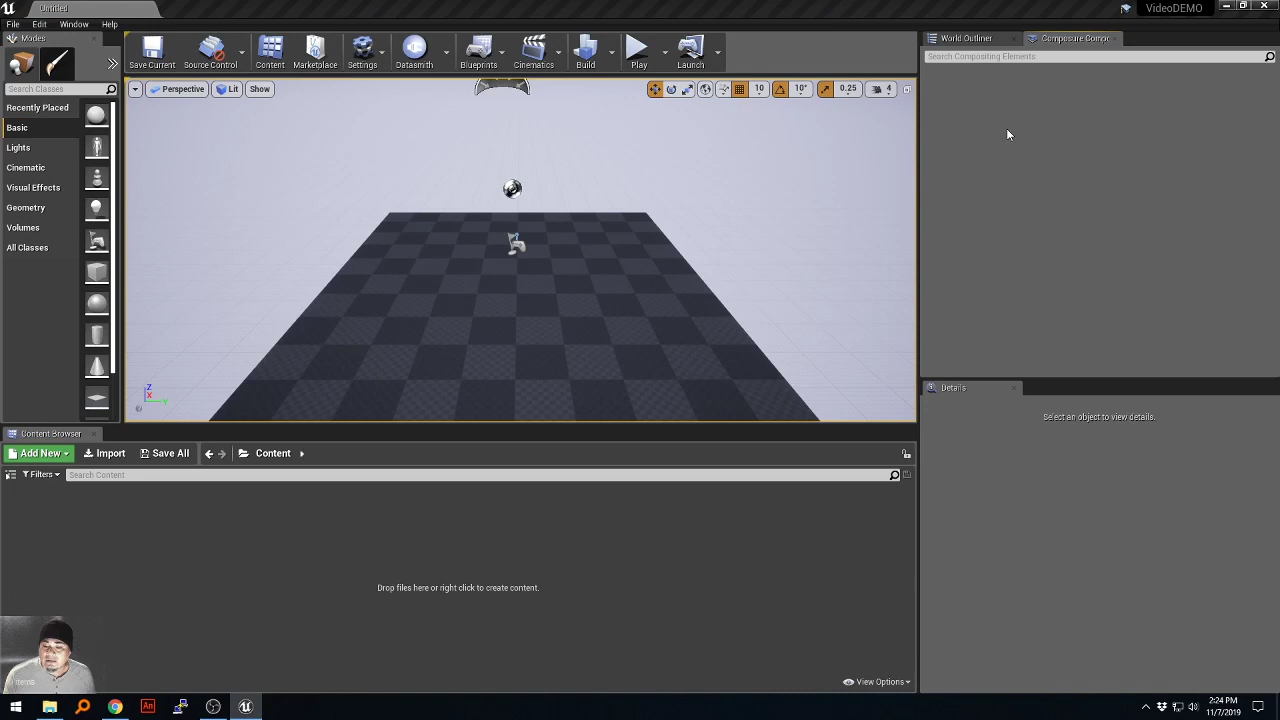 Untitled
VideoDEMO
File Edit Window Help
Modes
Search Classes
Recently Placed
Basic
Lights
Cinematic
Visual Effects
Geometry
Volumes
All Classes
Save Current Source Control Content Marketplace Settings Datasmith Blueprints Cinematics Build Play Launch
Perspective Lit Show
10 10° 0.25 4
Z
X
Y
World Outliner Composure Compo
Search Compositing Elements
Details
Select an object to view details.
Content Browser
Add New Import Save All Content
Filters Search Content
Drop files here or right click to create content.
items
View Options
An
2:24 PM
11/7/2019